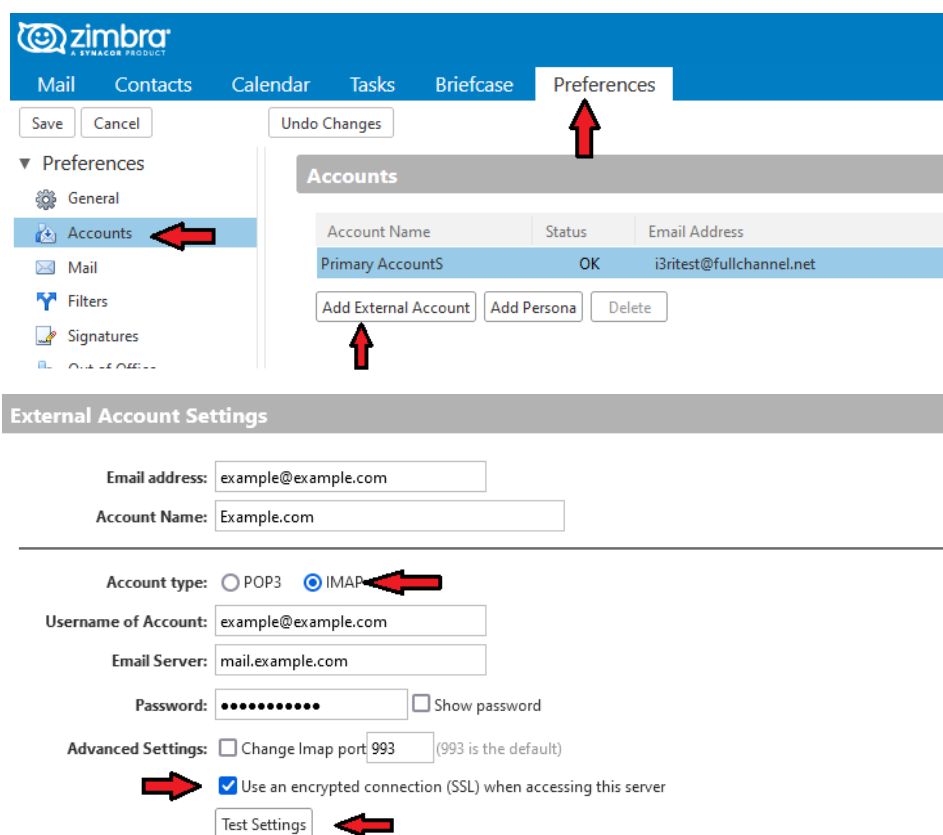 zimbra
A SYNACOR PRODUCT
Mail Contacts Calendar Tasks Briefcase Preferences
Save Cancel Undo Changes
Preferences
Accounts
General
Accounts
Account Name Status Email Address
Primary AccountS OK i3ritest@fullchannel.net
Mail
Filters
Add External Account Add Persona Delete
Signatures
Out of Office
External Account Settings
Email address: example@example.com
Account Name: Example.com
Account type: POP3 IMAP
Username of Account: example@example.com
Email Server: mail.example.com
Password: ••••••••••• Show password
Advanced Settings: Change Imap port 993 (993 is the default)
Use an encrypted connection (SSL) when accessing this server
Test Settings